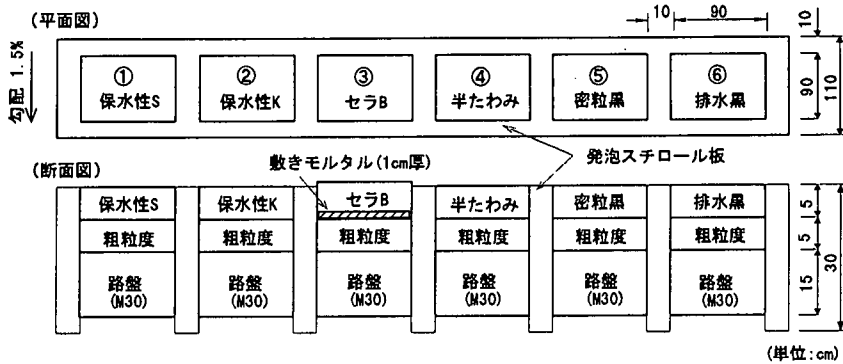 (平面図)
10 90
10
勾配 1.5%
① ② ③ ④ ⑤ ⑥
保水性S 保水性K セラB 半たわみ 密粒黒 排水黒
90
110
敷きモルタル(1cm厚)
発泡スチロール板
(断面図)
保水性S 保水性K セラB 半たわみ 密粒黒 排水黒
5
粗粒度 粗粒度 粗粒度 粗粒度 粗粒度 粗粒度
5
30
路盤 路盤 路盤 路盤 路盤 路盤
(M30) (M30) (M30) (M30) (M30) (M30)
15
(単位:cm)